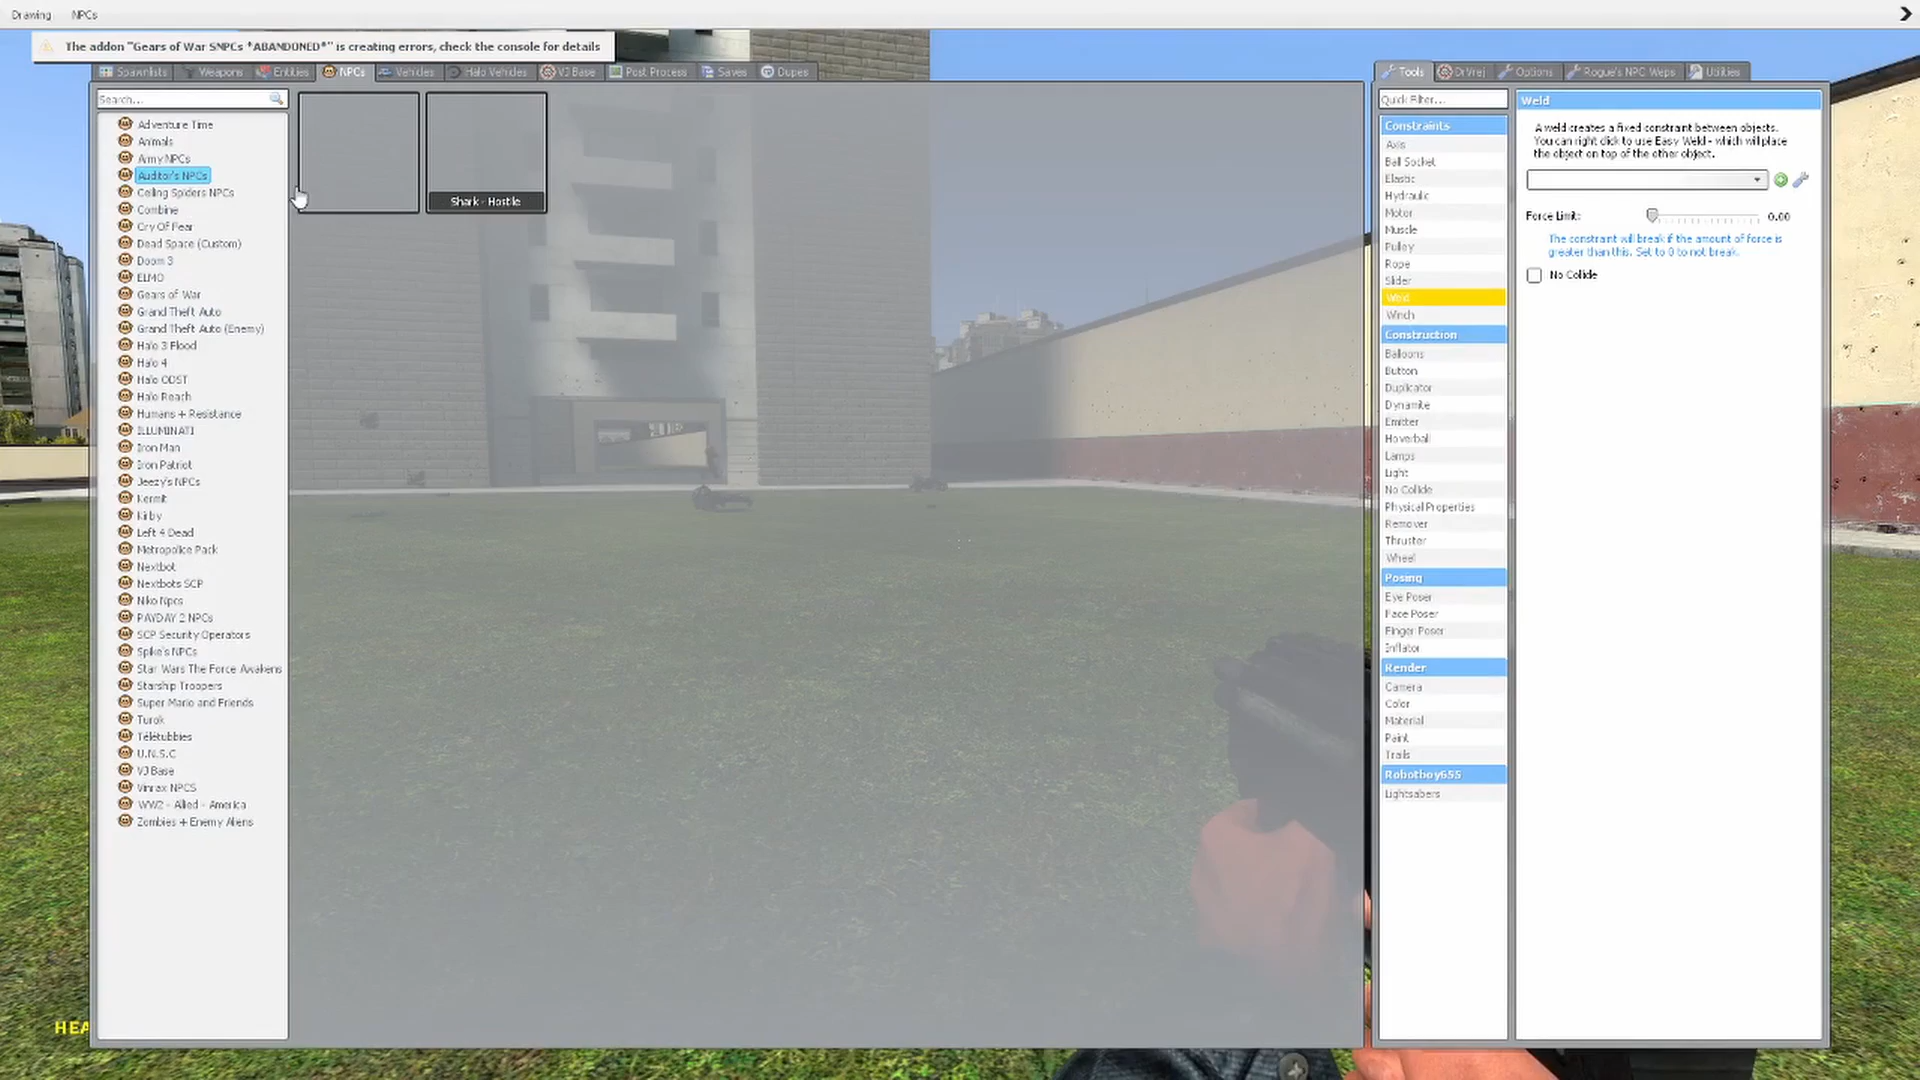 Drawing NPCs
The addon "Gears of War SNPCs *ABANDONED*" is creating errors, check the console for details
Spawnlists Weapons Entities NPCs Vehicles Halo Vehicles VJ Base Post Process Saves Dupes
Search...
Adventure Time
Animals
Army NPCs
Auditor's NPCs
Ceiling Spiders NPCs
Combine
Cry Of Fear
Dead Space (Custom)
Doom 3
ELMO
Gears of War
Grand Theft Auto
Grand Theft Auto (Enemy)
Halo 3 Flood
Halo 4
Halo ODST
Halo Reach
Humans + Resistance
ILLUMINATI
Iron Man
Iron Patriot
Jeezy's NPCs
Kermit
Kirby
Left 4 Dead
Metropolice Pack
Nextbot
Nextbots SCP
Niko Npcs
PAYDAY 2 NPCs
SCP Security Operators
Spike's NPCs
Star Wars The Force Awakens
Starship Troopers
Super Mario and Friends
Turok
Télétubbies
U.N.S.C
VJ Base
Vinrax NPCS
WW2 - Allied - America
Zombies + Enemy Aliens
Shark - Hostile
Tools DrVrej Options Rogue's NPC Weps Utilities
Quick Filter...
Constraints
Axis
Ball Socket
Elastic
Hydraulic
Motor
Muscle
Pulley
Rope
Slider
Weld
Winch
Construction
Balloons
Button
Duplicator
Dynamite
Emitter
Hoverball
Lamps
Light
No Collide
Physical Properties
Remover
Thruster
Wheel
Posing
Eye Poser
Face Poser
Finger Poser
Inflator
Render
Camera
Color
Material
Paint
Trails
Robotboy655
Lightsabers
Weld
A weld creates a fixed constraint between objects.
You can right click to use Easy Weld - which will place
the object on top of the other object.
Force Limit: 0.00
The constraint will break if the amount of force is
greater than this. Set to 0 to not break.
No Collide
HEA